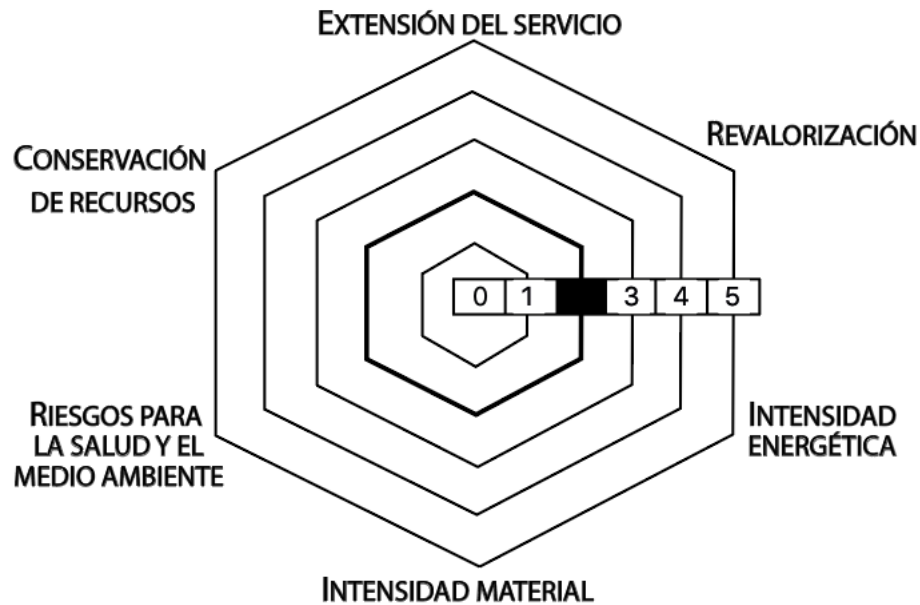 EXTENSIÓN DEL SERVICIO
REVALORIZACIÓN
CONSERVACIÓN
DE RECURSOS
0 1 3 4 5
RIESGOS PARA
LA SALUD Y EL
MEDIO AMBIENTE
INTENSIDAD
ENERGÉTICA
INTENSIDAD MATERIAL